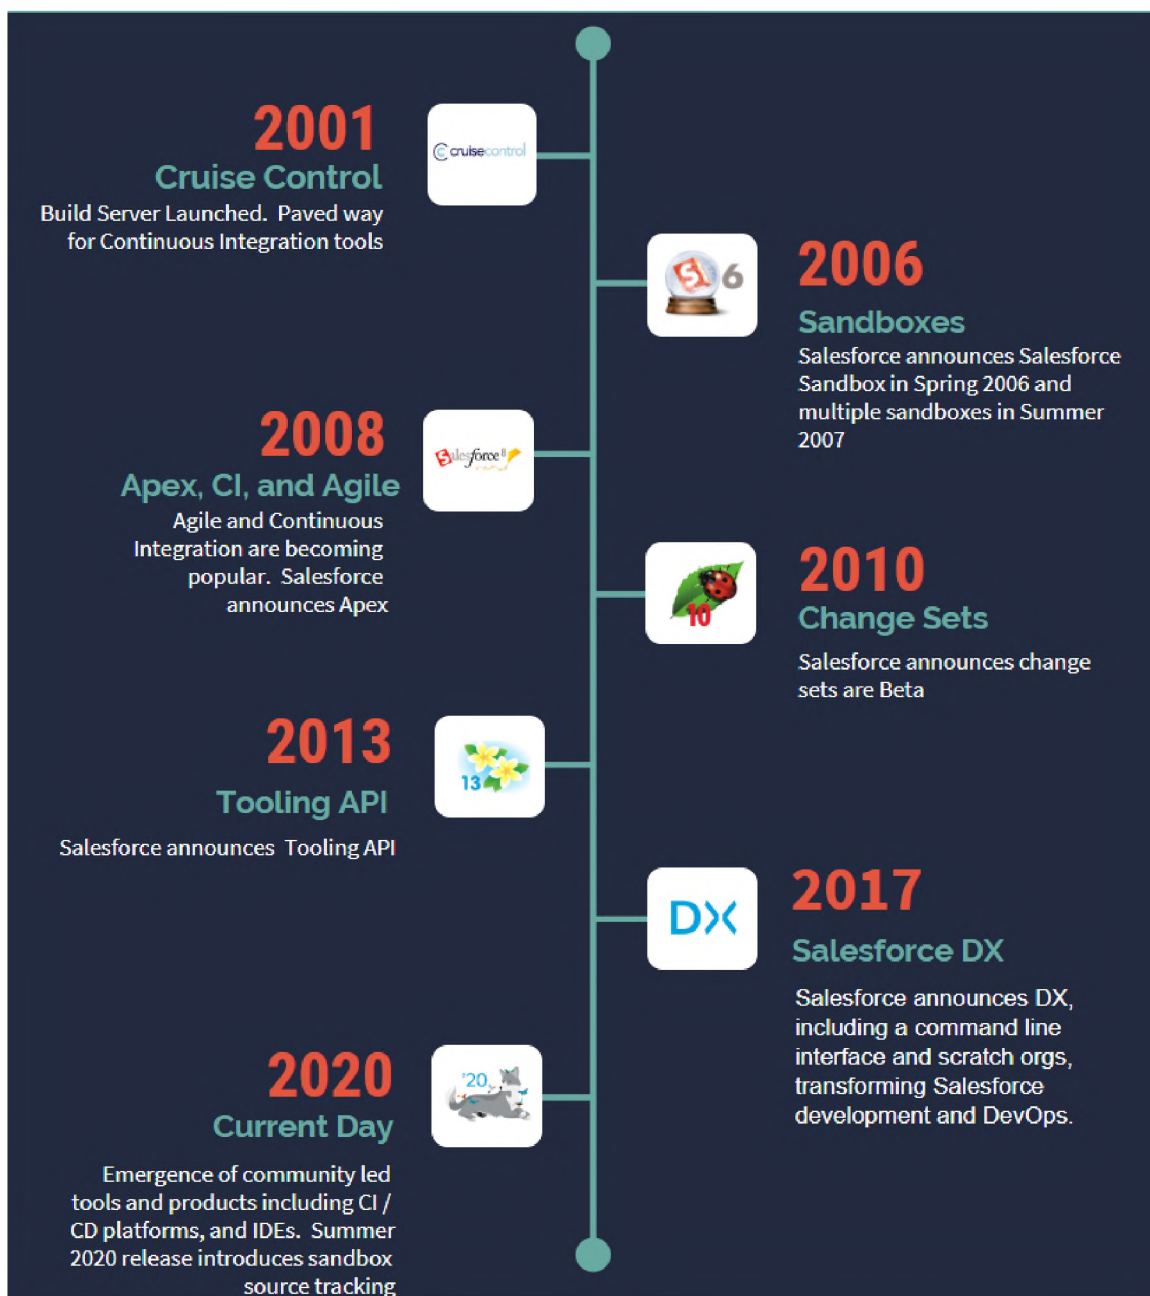 2001
Cruise Control
Build Server Launched.  Paved way
for Continuous Integration tools
cruisecontrol
6
2006
Sandboxes
Salesforce announces Salesforce
Sandbox in Spring 2006 and
multiple sandboxes in Summer
2007
2008
Apex, CI, and Agile
Agile and Continuous
Integration are becoming
popular.  Salesforce
announces Apex
Salesforce 8
10
2010
Change Sets
Salesforce announces change
sets are Beta
2013
Tooling API
Salesforce announces  Tooling API
13
DX
2017
Salesforce DX
Salesforce announces DX,
including a command line
interface and scratch orgs,
transforming Salesforce
development and DevOps.
2020
Current Day
Emergence of community led
tools and products including CI /
CD platforms, and IDEs.  Summer
2020 release introduces sandbox
source tracking
'20